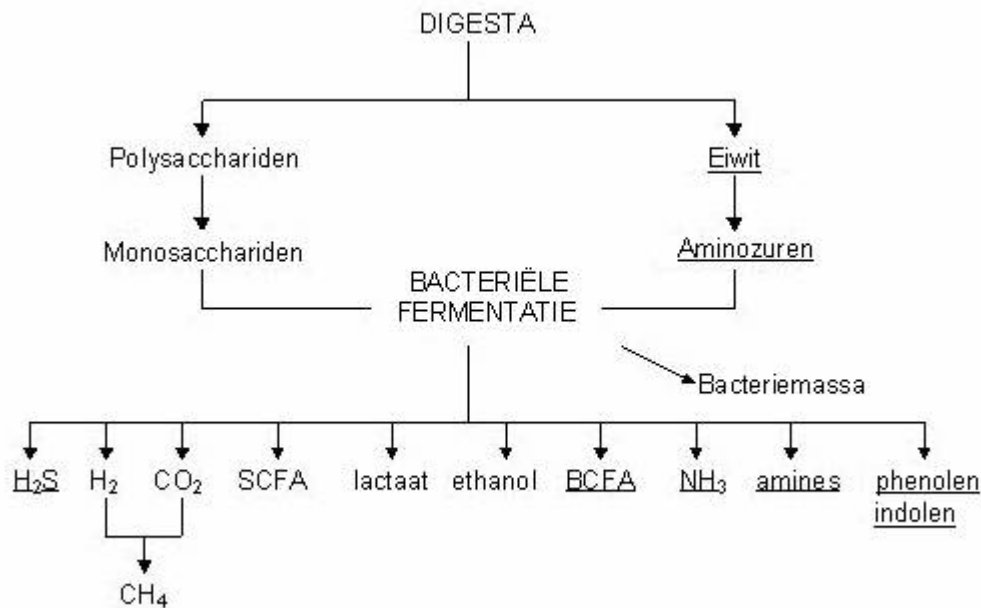 DIGESTA
Polysacchariden
Eiwit
Monosacchariden
Aminozuren
BACTERIËLE
FERMENTATIE
Bacteriemassa
H₂S H₂ CO₂ SCFA lactaat ethanol BCFA NH₃ amines phenolen
indolen
CH₄